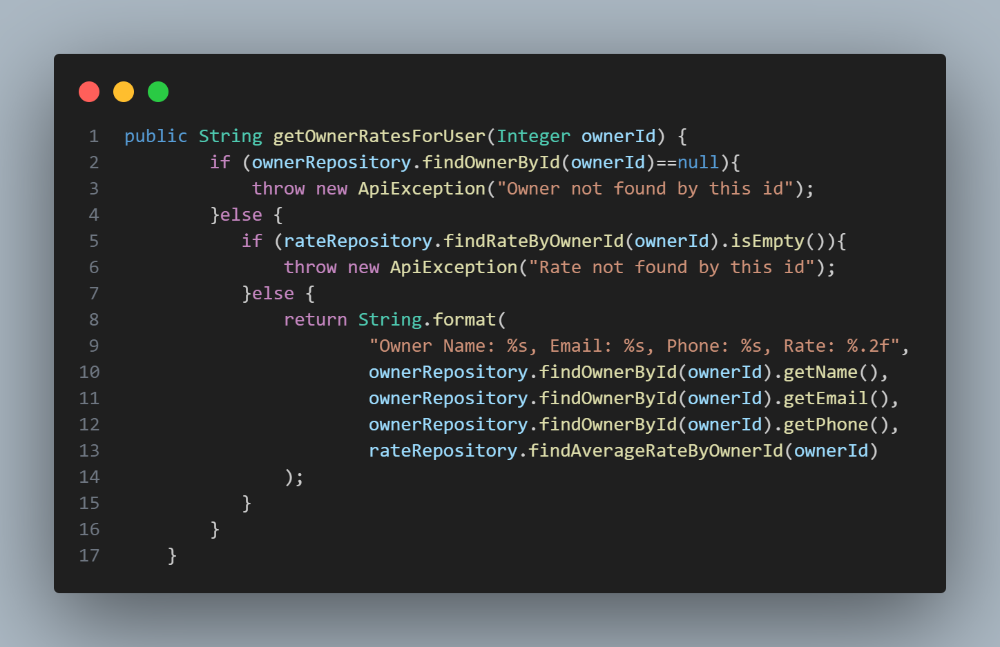 1 public String getOwnerRatesForUser(Integer ownerId) {
2         if (ownerRepository.findOwnerById(ownerId)==null){
3             throw new ApiException("Owner not found by this id");
4         }else {
5            if (rateRepository.findRateByOwnerId(ownerId).isEmpty()){
6                throw new ApiException("Rate not found by this id");
7            }else {
8                return String.format(
9                        "Owner Name: %s, Email: %s, Phone: %s, Rate: %.2f",
10                        ownerRepository.findOwnerById(ownerId).getName(),
11                        ownerRepository.findOwnerById(ownerId).getEmail(),
12                        ownerRepository.findOwnerById(ownerId).getPhone(),
13                        rateRepository.findAverageRateByOwnerId(ownerId)
14                );
15            }
16         }
17     }